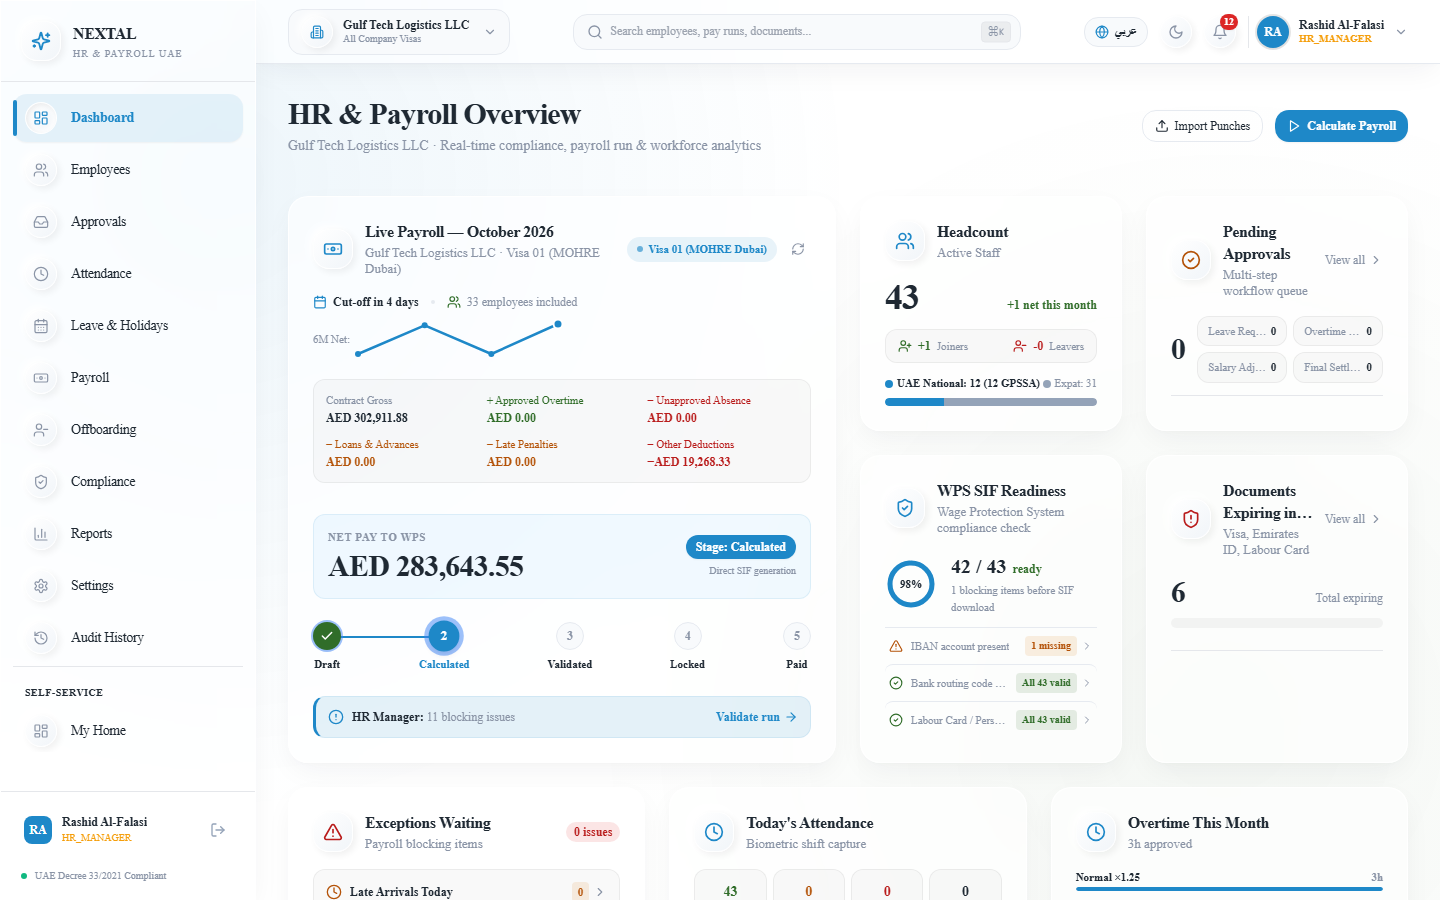 NEXTAL
HR & PAYROLL UAE
Gulf Tech Logistics LLC
All Company Visas
Search employees, pay runs, documents...
⌘K
عربي
12
RA
Rashid Al-Falasi
HR_MANAGER
Dashboard
Employees
Approvals
Attendance
Leave & Holidays
Payroll
Offboarding
Compliance
Reports
Settings
Audit History
SELF-SERVICE
My Home
RA
Rashid Al-Falasi
HR_MANAGER
UAE Decree 33/2021 Compliant
HR & Payroll Overview
Gulf Tech Logistics LLC · Real-time compliance, payroll run & workforce analytics
Import Punches
Calculate Payroll
Live Payroll — October 2026
Gulf Tech Logistics LLC · Visa 01 (MOHRE
Dubai)
Visa 01 (MOHRE Dubai)
Cut-off in 4 days
33 employees included
6M Net:
Contract Gross
AED 302,911.88
+ Approved Overtime
AED 0.00
− Unapproved Absence
AED 0.00
− Loans & Advances
AED 0.00
− Late Penalties
AED 0.00
− Other Deductions
−AED 19,268.33
NET PAY TO WPS
AED 283,643.55
Stage: Calculated
Direct SIF generation
2
3
4
5
Draft
Calculated
Validated
Locked
Paid
HR Manager: 11 blocking issues
Validate run
Headcount
Active Staff
43
+1 net this month
+1 Joiners
-0 Leavers
UAE National: 12 (12 GPSSA)
Expat: 31
Pending
Approvals
Multi-step
workflow queue
View all
0
Leave Req... 0
Overtime ... 0
Salary Adj... 0
Final Settl... 0
WPS SIF Readiness
Wage Protection System
compliance check
98%
42 / 43 ready
1 blocking items before SIF
download
IBAN account present
1 missing
Bank routing code ...
All 43 valid
Labour Card / Pers...
All 43 valid
Documents
Expiring in...
Visa, Emirates
ID, Labour Card
View all
6
Total expiring
Exceptions Waiting
Payroll blocking items
0 issues
Late Arrivals Today
0
Today's Attendance
Biometric shift capture
43
0
0
0
Overtime This Month
3h approved
Normal ×1.25
3h